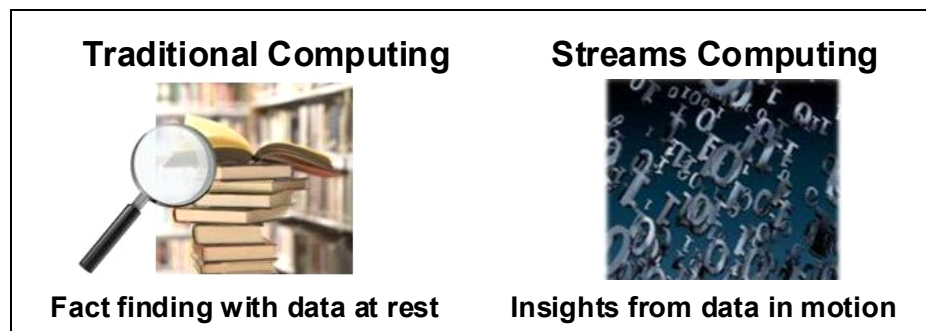 Traditional Computing
Streams Computing
Fact finding with data at rest
Insights from data in motion